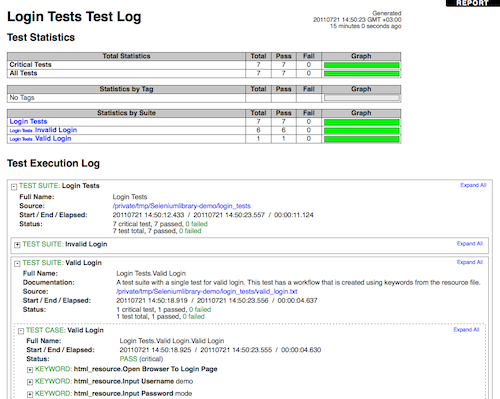 REPORT
Login Tests Test Log
Generated
20110721 14:50:23 GMT +03:00
15 minutes 0 seconds ago
Test Statistics
Total Statistics Total Pass Fail Graph
Critical Tests 7 7 0
All Tests 7 7 0
Statistics by Tag Total Pass Fail Graph
No Tags
Statistics by Suite Total Pass Fail Graph
Login Tests 7 7 0
Login Tests. Invalid Login 6 6 0
Login Tests. Valid Login 1 1 0
Test Execution Log
- TEST SUITE: Login Tests Expand All
Full Name: Login Tests
Source: /private/tmp/Seleniumlibrary-demo/login_tests
Start / End / Elapsed: 20110721 14:50:12.433 / 20110721 14:50:23.557 / 00:00:11.124
Status: 7 critical test, 7 passed, 0 failed
7 test total, 7 passed, 0 failed
+ TEST SUITE: Invalid Login Expand All
- TEST SUITE: Valid Login Expand All
Full Name: Login Tests.Valid Login
Documentation: A test suite with a single test for valid login. This test has a workflow that is created using keywords from the resource file.
Source: /private/tmp/Seleniumlibrary-demo/login_tests/valid_login.txt
Start / End / Elapsed: 20110721 14:50:18.919 / 20110721 14:50:23.556 / 00:00:04.637
Status: 1 critical test, 1 passed, 0 failed
1 test total, 1 passed, 0 failed
- TEST CASE: Valid Login Expand All
Full Name: Login Tests.Valid Login.Valid Login
Start / End / Elapsed: 20110721 14:50:18.925 / 20110721 14:50:23.555 / 00:00:04.630
Status: PASS (critical)
+ KEYWORD: html_resource.Open Browser To Login Page
+ KEYWORD: html_resource.Input Username demo
+ KEYWORD: html_resource.Input Password mode